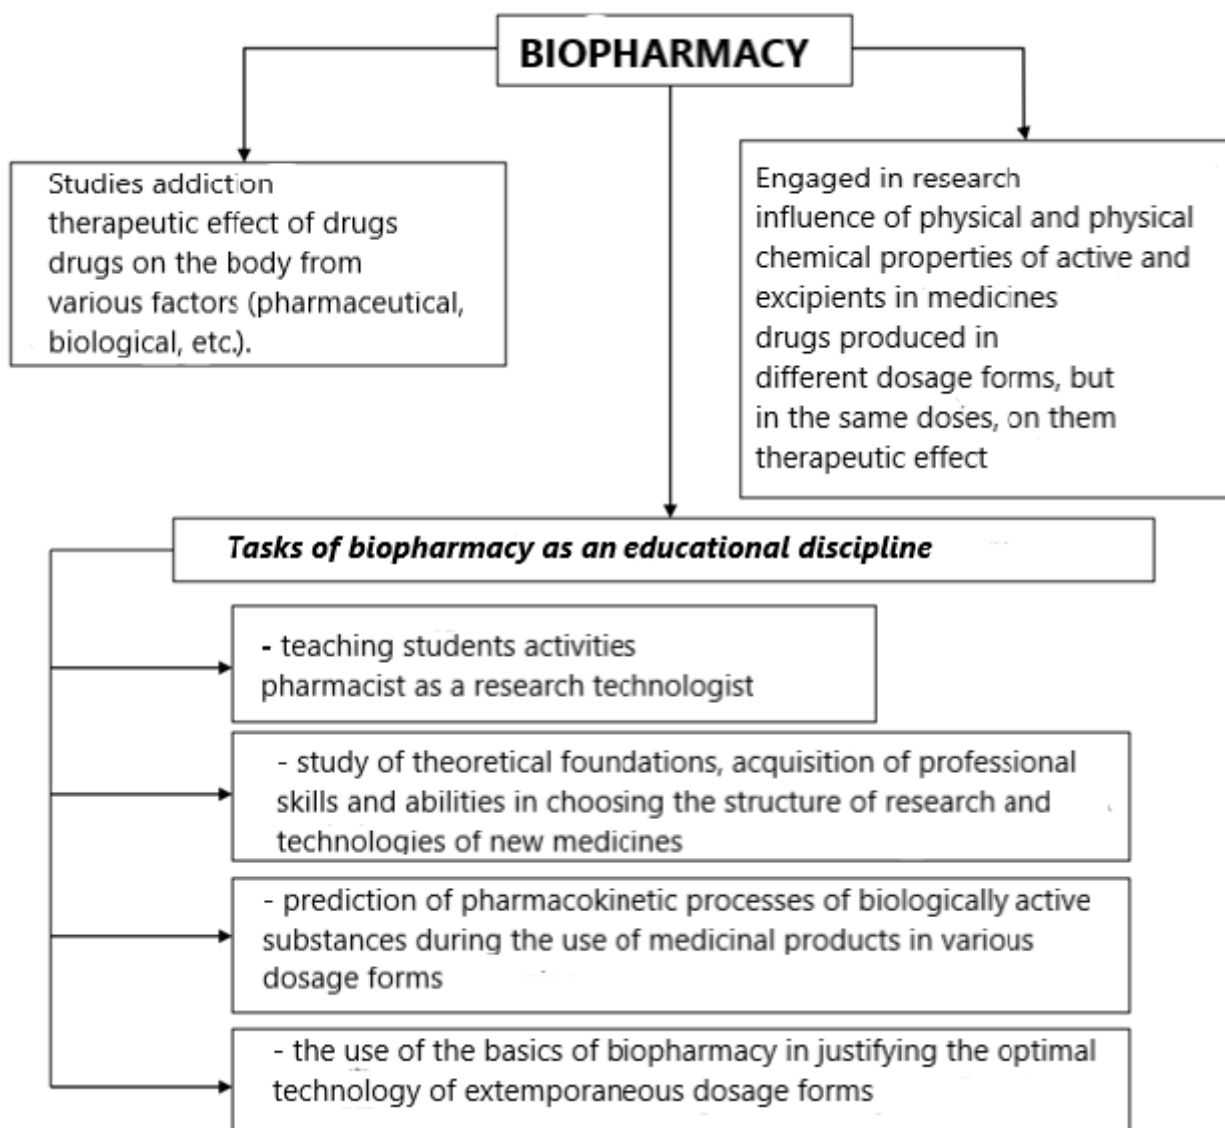 BIOPHARMACY
Studies addiction
therapeutic effect of drugs
drugs on the body from
various factors (pharmaceutical,
biological, etc.).
Engaged in research
influence of physical and physical
chemical properties of active and
excipients in medicines
drugs produced in
different dosage forms, but
in the same doses, on them
therapeutic effect
Tasks of biopharmacy as an educational discipline
- teaching students activities
pharmacist as a research technologist
- study of theoretical foundations, acquisition of professional
skills and abilities in choosing the structure of research and
technologies of new medicines
- prediction of pharmacokinetic processes of biologically active
substances during the use of medicinal products in various
dosage forms
- the use of the basics of biopharmacy in justifying the optimal
technology of extemporaneous dosage forms